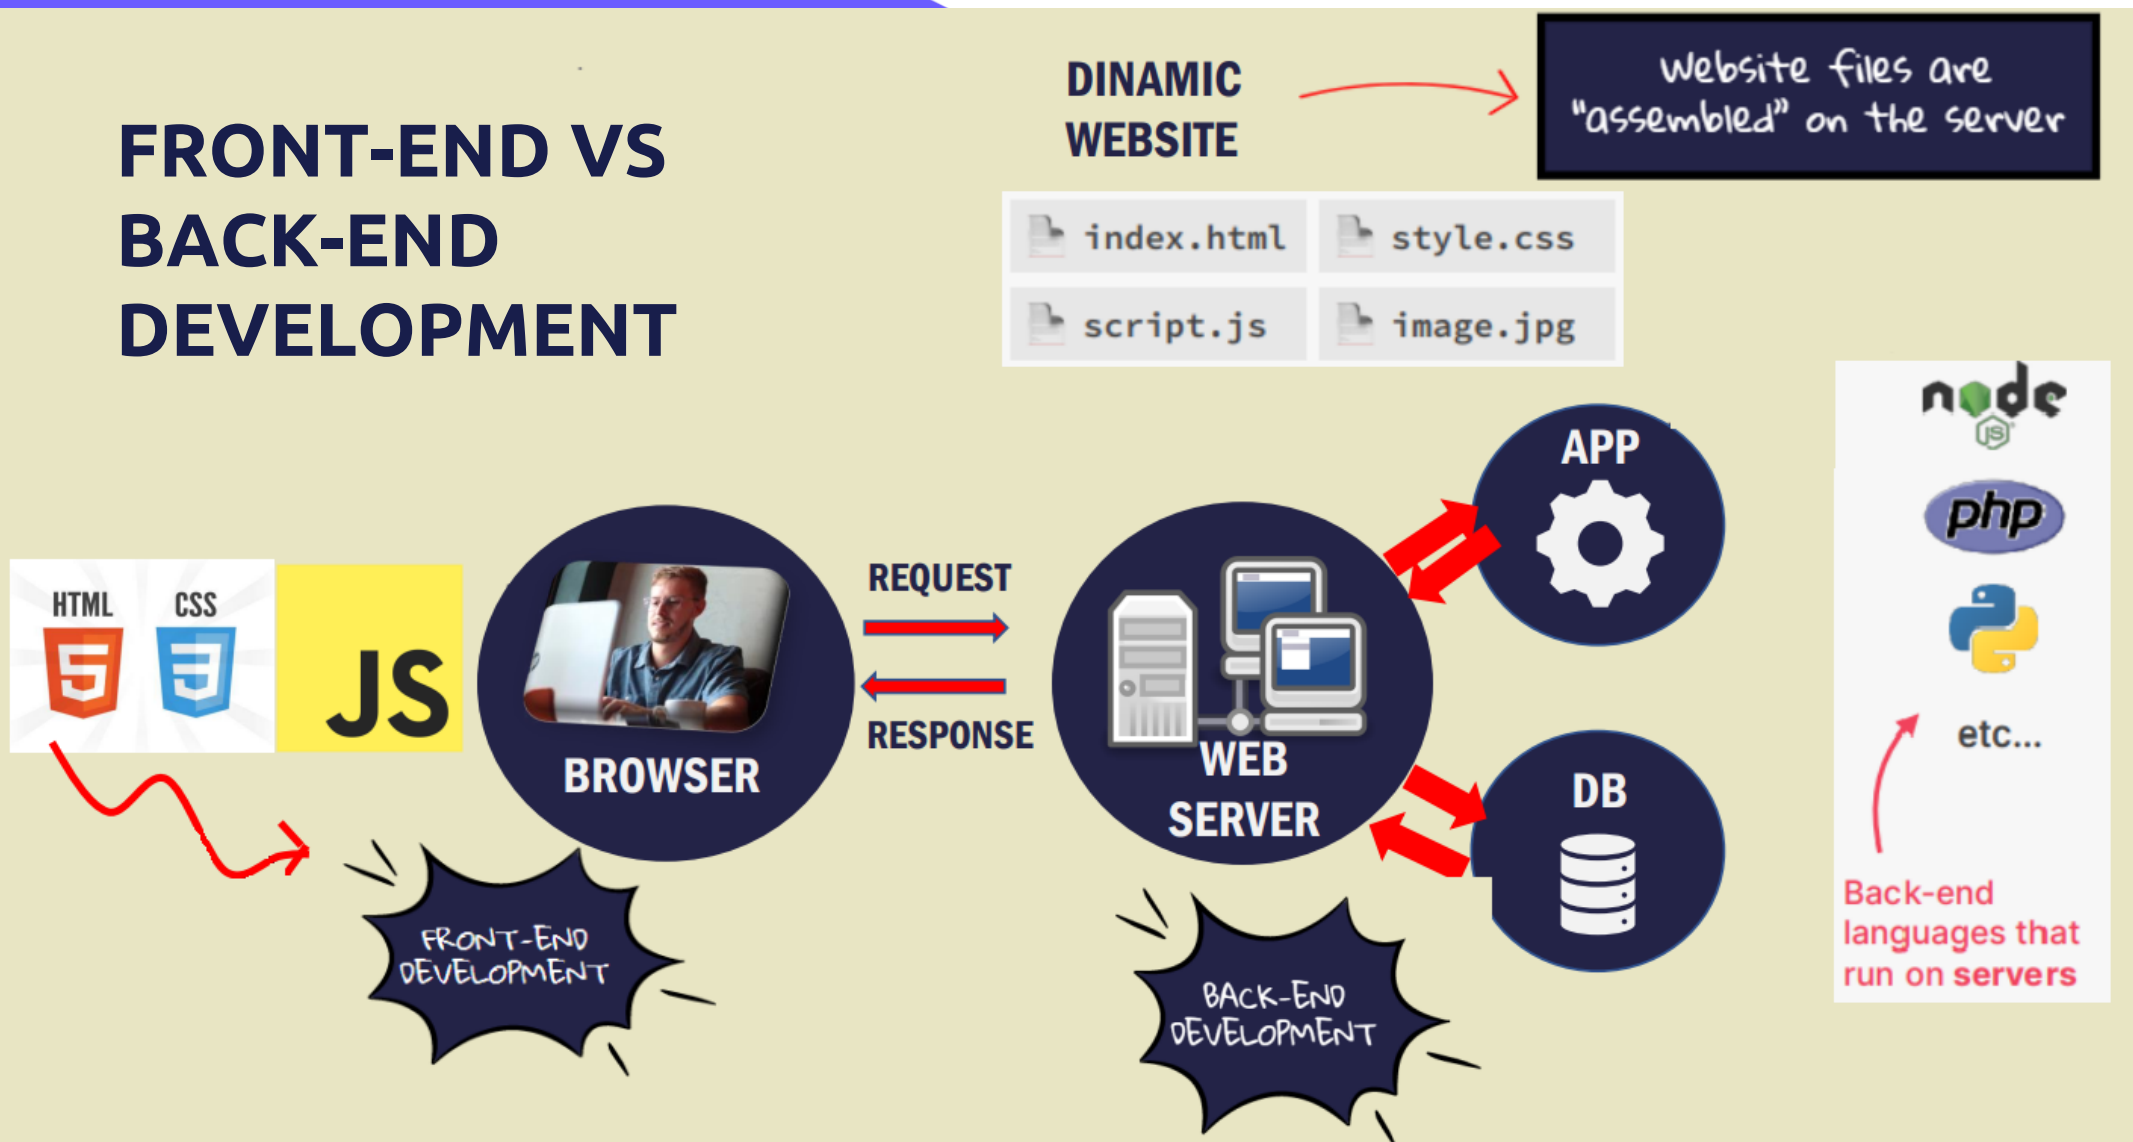 FRONT-END VS
BACK-END
DEVELOPMENT
DINAMIC
WEBSITE
Website files are
"assembled" on the server
index.html
style.css
script.js
image.jpg
HTML
CSS
5
3
JS
BROWSER
REQUEST
RESPONSE
WEB
SERVER
APP
DB
node
JS
php
etc...
Back-end
languages that
run on servers
FRONT-END
DEVELOPMENT
BACK-END
DEVELOPMENT